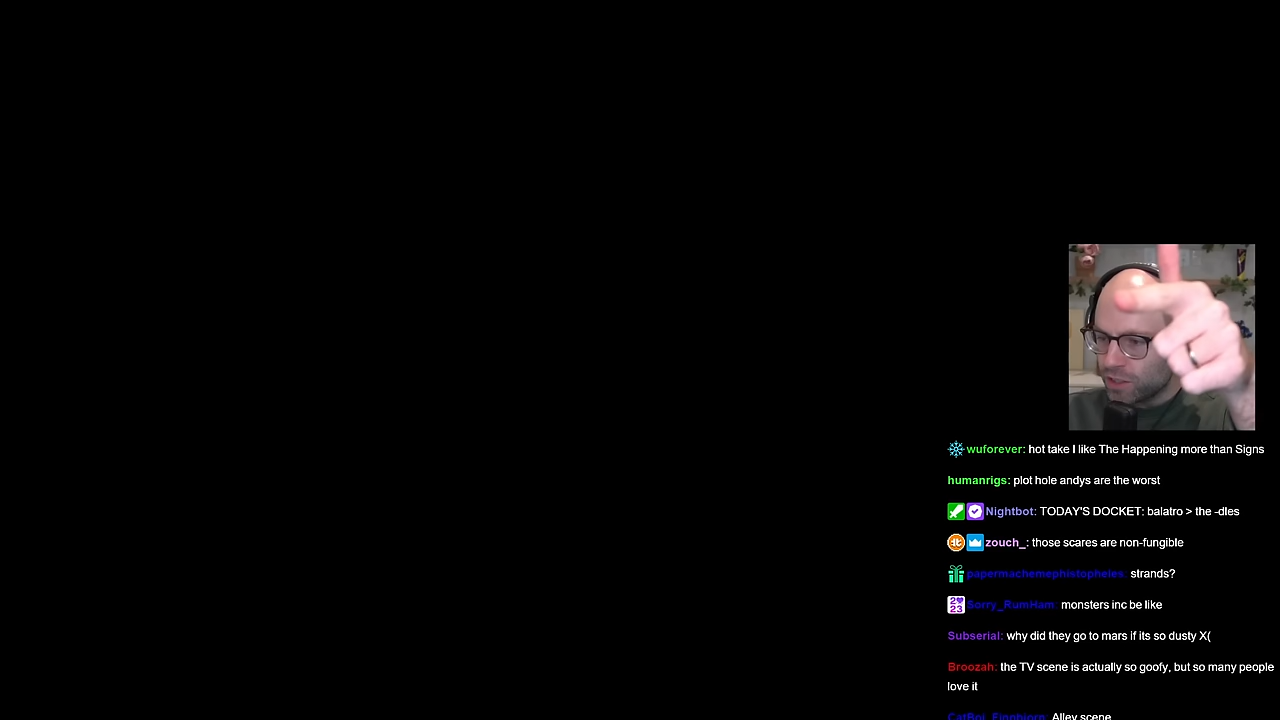 wuforever: hot take I like The Happening more than Signs
humanrigs: plot hole andys are the worst
Nightbot: TODAY'S DOCKET: balatro > the -dles
zouch_: those scares are non-fungible
papermachemephistopheles: strands?
Sorry_RumHam: monsters inc be like
Subserial: why did they go to mars if its so dusty X(
Broozah: the TV scene is actually so goofy, but so many people
love it
Alley scene